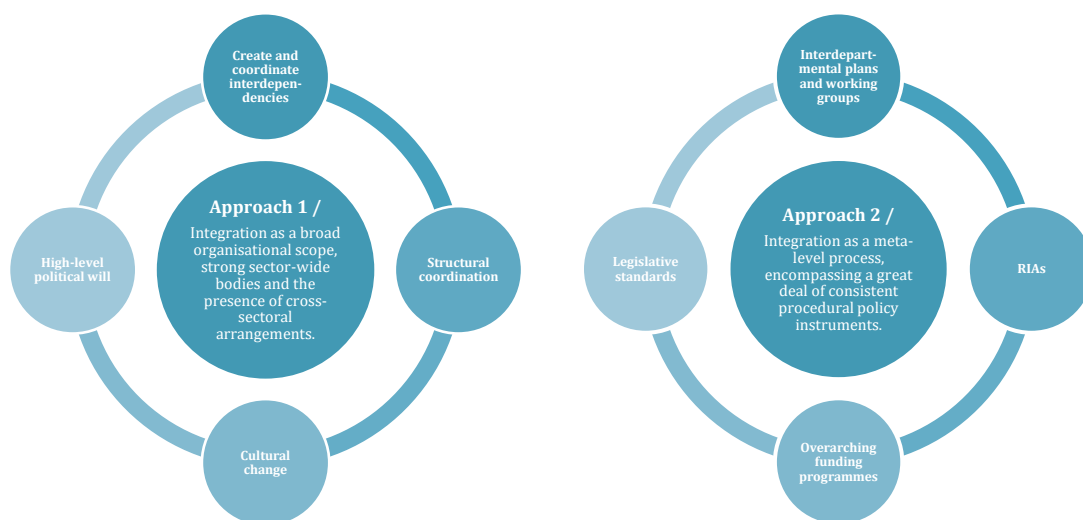 Create and
coordinate
interdepen-
dencies
Approach 1 /
Integration as a broad
organisational scope,
strong sector-wide
bodies and the
presence of cross-
sectoral
arrangements.
High-level
political will
Structural
coordination
Cultural
change
Interdepart-
mental plans
and working
groups
Approach 2 /
Integration as a meta-
level process,
encompassing a great
deal of consistent
procedural policy
instruments.
Legislative
standards
RIAs
Overarching
funding
programmes